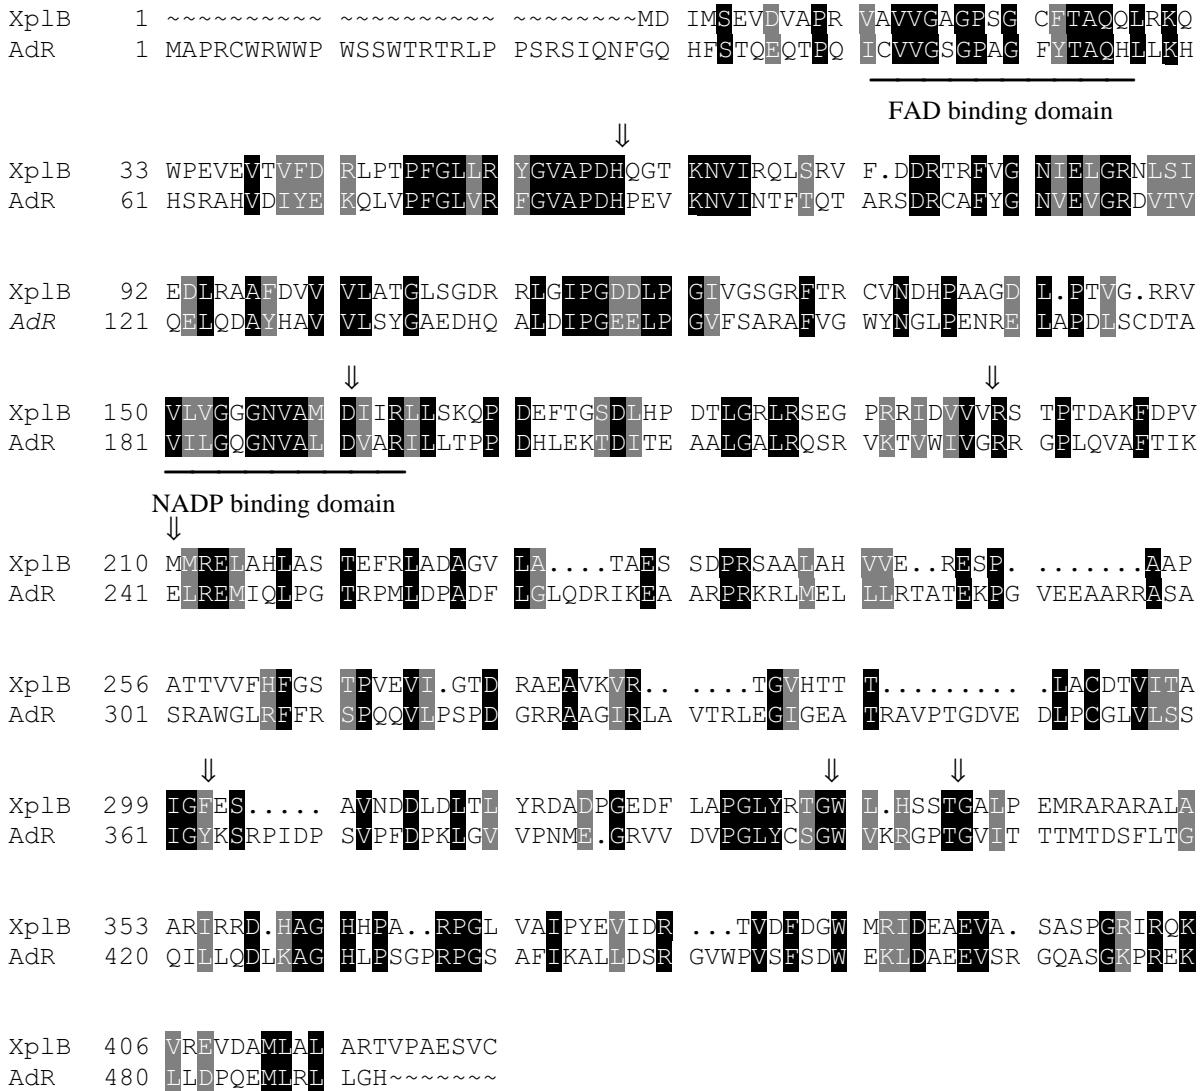 XplB 1 ~~~~~~~~~~ ~~~~~~~~~~ ~~~~~~~~MD IMSEVDVAPR VAVVGAGPSG CFTAQQLRKQ
AdR 1 MAPRCWRWWP WSSWTRTRLP PPSRSIQNFGQ HFSTQEQTPQ ICVVGSGPAG FYTAQHLLKH
FAD binding domain
⇓
XplB 33 WPEVEVTVFD RLPTPFGLLR YGVAPDHQGT KNVIRQLSRV F.DDRTRFVG NIELGRNLSI
AdR 61 HSRAHVDIYE KQLVPFGLVR FGVAPDHPEV KNVINTFTQT ARSDRCAFYG NVEVGRDVTV
XplB 92 EDLRAAFDVV VLATGLSGDR RLGIPGDDLP GIVGSGRFTR CVNDHPAAGD L.PTVG.RRV
AdR 121 QELQDAYHAV VLSYGAEDHQ ALDIPGEELP GVFSARAFVG WYNGLPENRE LAPDLSCDTA
⇓ ⇓
XplB 150 VLVGGGNVAM DIIRLLSKQP DEFTGSDLHP DTLGRLRSEG PRRIDVVVRS TPTDAKFDPV
AdR 181 VILGQGNVAL DVARILLTPP DHLEKTDITE AALGALRQSR VKTVWIVGRR GPLQVAFTIK
NADP binding domain
⇓
XplB 210 MMRELAHLAS TEFRLADAGV LA....TAES SDPRSAALAH VVE..RESP. .......AAP
AdR 241 ELREMIQLPG TRPMLDPADF LGLQDRIKEA ARPRKRLMEL LLRTATEKPG VEEAARRASA
XplB 256 ATTVVFHFGS TPVEVI.GTD RAEAVKVR.. ....TGVHTT T......... .LACDTVITA
AdR 301 SRAWGLRFFR SPQQVLPSPD GRRAAGIRLA VTRLEGIGEA TRAVPTGDVE DLPCGLVLSS
⇓ ⇓ ⇓
XplB 299 IGFES..... AVNDDLDLTL YRDADPGEDF LAPGLYRTGW L.HSSTGALP EMRARARALA
AdR 361 IGYKSRPIDP SVPFDPKLGV VPNME.GRVV DVPGLYCSGW VKRGPTGVIT TTMTDSFLTG
XplB 353 ARIRRD.HAG HHPA..RPGL VAIPYEVIDR ...TVDFDGW MRIDEAEVA. SASPGRIRQK
AdR 420 QILLQDLKAG HLPSGPRPGS AFIKALLDSR GVWPVSFSDW EKLDAEEVSR GQASGKPREK
XplB 406 VREVDAMLAL ARTVPAESVC
AdR 480 LLDPQEMLRL LGH~~~~~~~